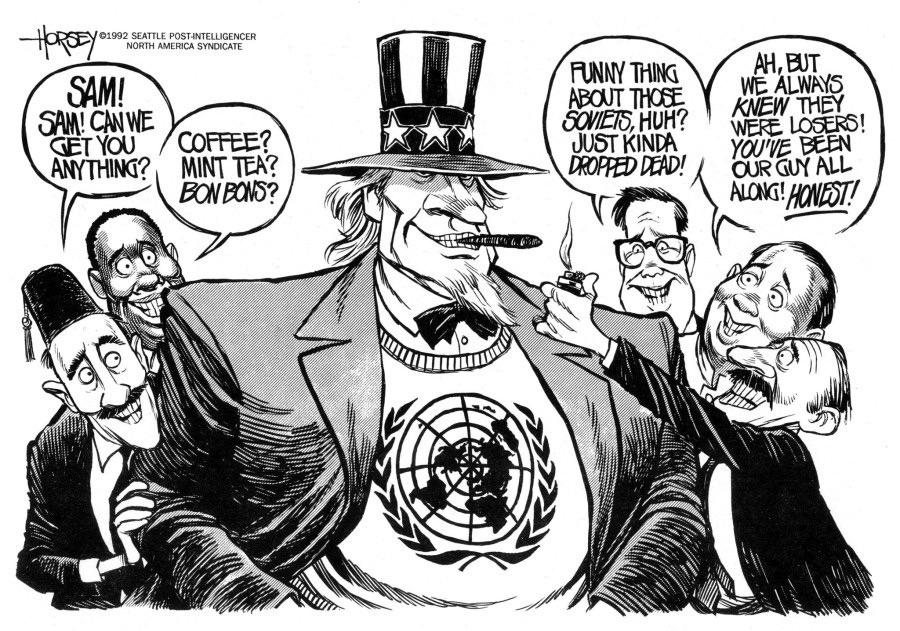 HORSEY ©1992 SEATTLE POST-INTELLIGENCER
NORTH AMERICA SYNDICATE
SAM!
SAM! CAN WE
GET YOU
ANYTHING?
COFFEE?
MINT TEA?
BON BONS?
FUNNY THING
ABOUT THOSE
SOVIETS, HUH?
JUST KINDA
DROPPED DEAD!
AH, BUT
WE ALWAYS
KNEW THEY
WERE LOSERS!
YOU'VE BEEN
OUR GUY ALL
ALONG! HONEST!